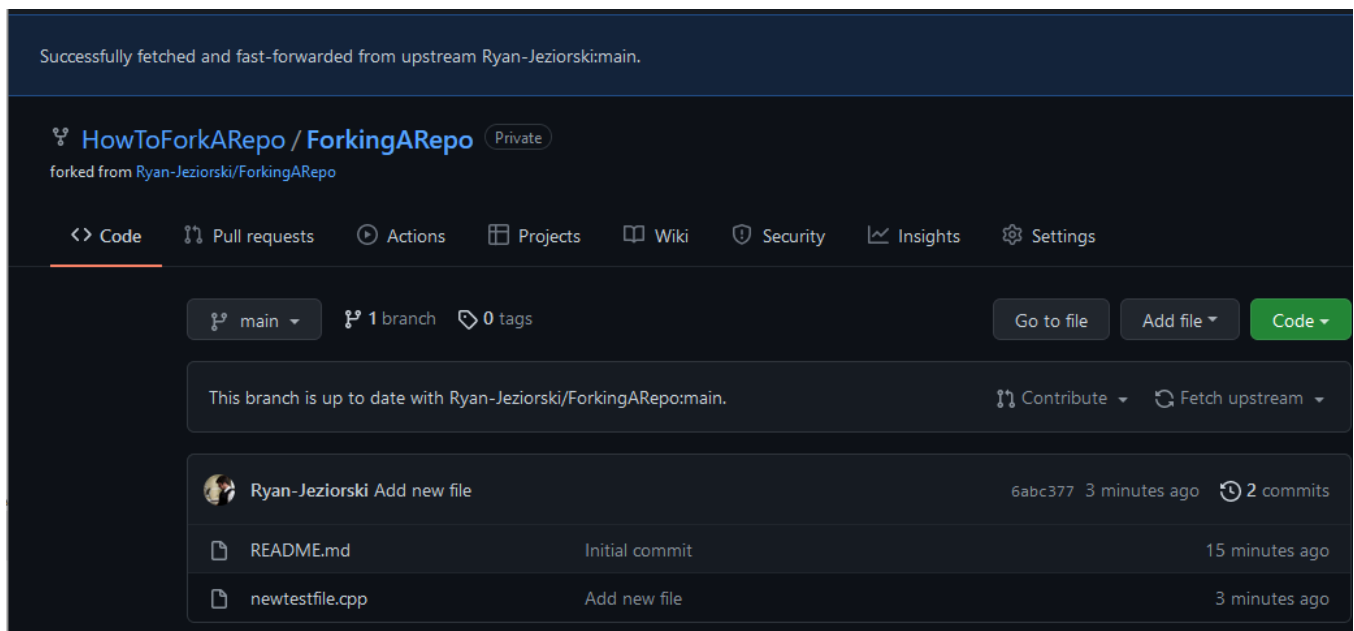 Successfully fetched and fast-forwarded from upstream Ryan-Jeziorski:main.
HowToForkARepo / ForkingARepo Private
forked from Ryan-Jeziorski/ForkingARepo
Code Pull requests Actions Projects Wiki Security Insights Settings
main 1 branch 0 tags Go to file Add file Code
This branch is up to date with Ryan-Jeziorski/ForkingARepo:main. Contribute Fetch upstream
Ryan-Jeziorski Add new file 6abc377 3 minutes ago 2 commits
README.md Initial commit 15 minutes ago
newtestfile.cpp Add new file 3 minutes ago